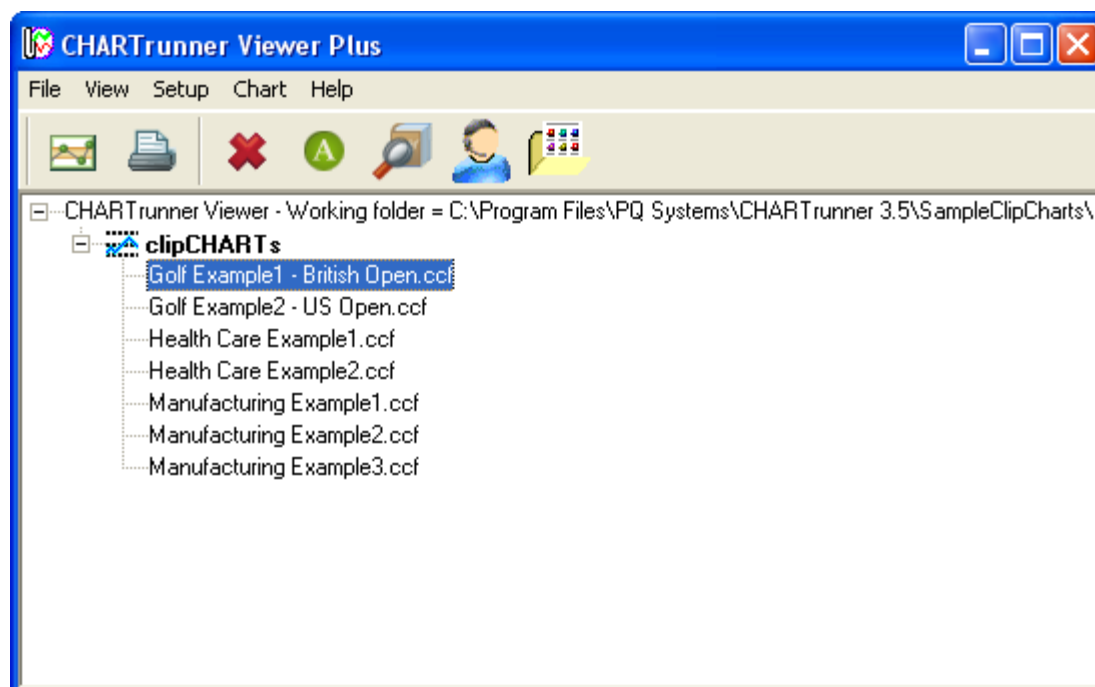 CHARTrunner Viewer Plus
File View Setup Chart Help
A
CHARTrunner Viewer - Working folder = C:\Program Files\PQ Systems\CHARTrunner 3.5\SampleClipCharts\
clipCHARTs
Golf Example1 - British Open.ccf
Golf Example2 - US Open.ccf
Health Care Example1.ccf
Health Care Example2.ccf
Manufacturing Example1.ccf
Manufacturing Example2.ccf
Manufacturing Example3.ccf